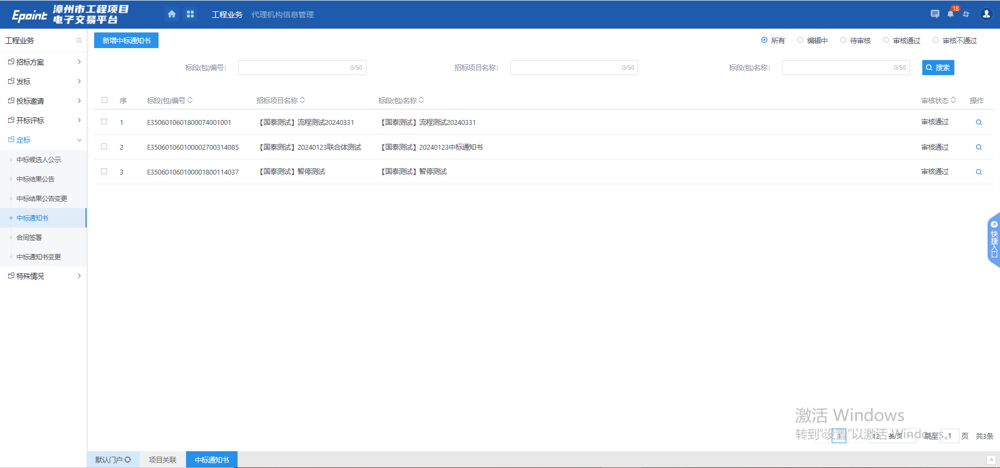 Epoint 漳州市工程项目
电子交易平台
工程业务 代理机构信息管理
18
工程业务
招标方案
发标
投标邀请
开标评标
定标
中标候选人公示
中标结果公告
中标结果公告变更
中标通知书
合同签署
中标通知书变更
特殊情况
新增中标通知书
所有 编辑中 待审核 审核通过 审核不通过
标段(包)编号: 0/50 招标项目名称: 0/50 标段(包)名称: 0/50 搜索
序 标段(包)编号 招标项目名称 标段(包)名称 审核状态 操作
1 E3506010601800074001001 【国泰测试】流程测试20240331 【国泰测试】流程测试20240331 审核通过
2 E350601060100002700314085 【国泰测试】20240123联合体测试 【国泰测试】20240123中标通知书 审核通过
3 E350601060100001800114037 【国泰测试】暂停测试 【国泰测试】暂停测试 审核通过
快捷入口
激活 Windows
转到“设置”以激活 Windows。
1 12 条/页 跳至 1 页 共3条
默认门户 项目关联 中标通知书